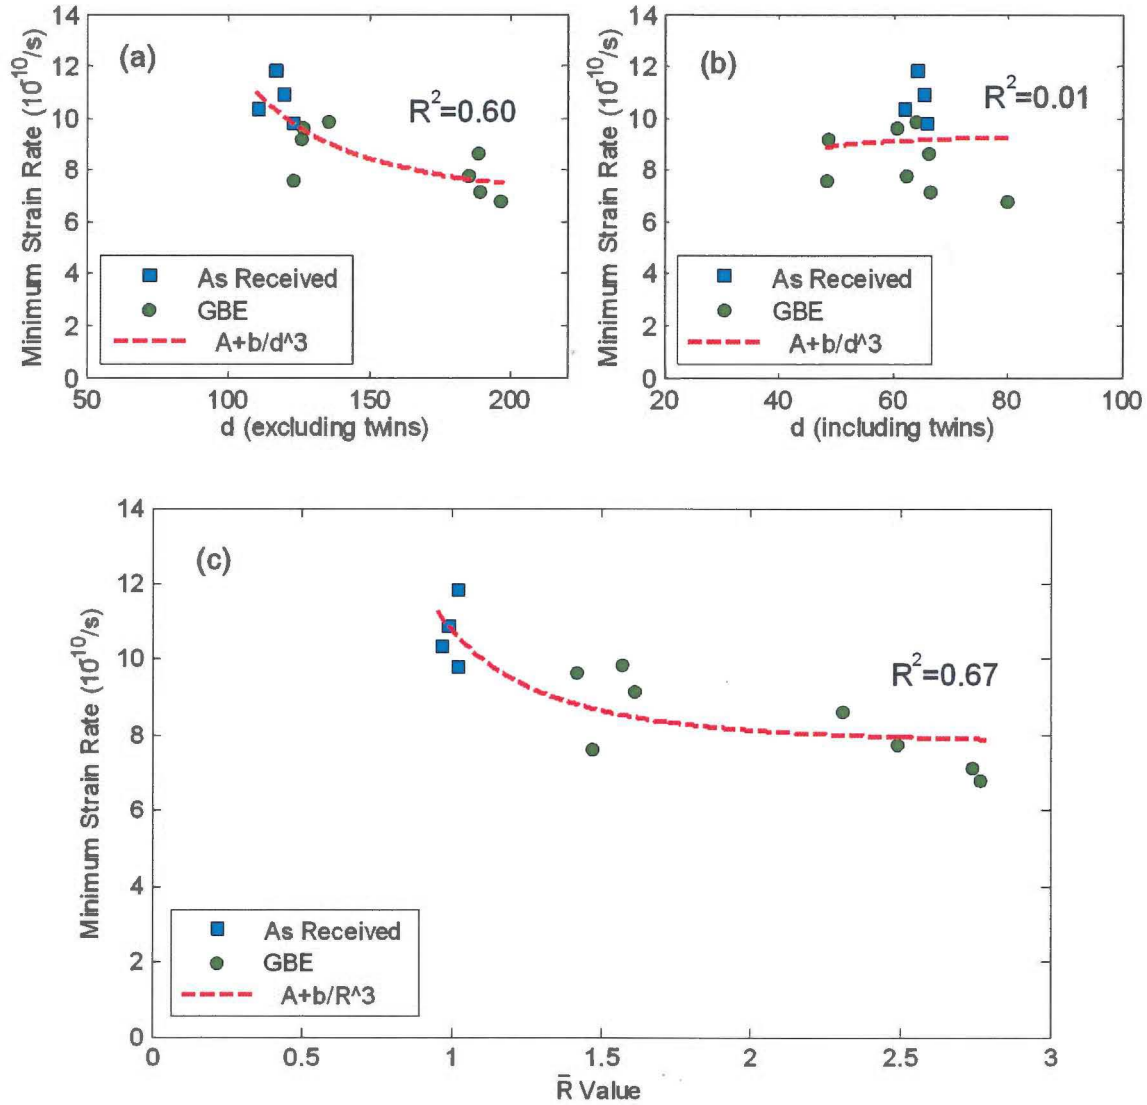 14
12
10
8
6
4
2
0
Minimum Strain Rate (10⁻¹⁰/s)
(a)
R²=0.60
As Received
GBE
A+b/d^3
50 100 150 200
d (excluding twins)
14
12
10
8
6
4
2
0
Minimum Strain Rate (10⁻¹⁰/s)
(b)
R²=0.01
As Received
GBE
A+b/d^3
20 40 60 80 100
d (including twins)
14
12
10
8
6
4
2
0
Minimum Strain Rate (10⁻¹⁰/s)
(c)
R²=0.67
As Received
GBE
A+b/R^3
0 0.5 1 1.5 2 2.5 3
R̅ Value